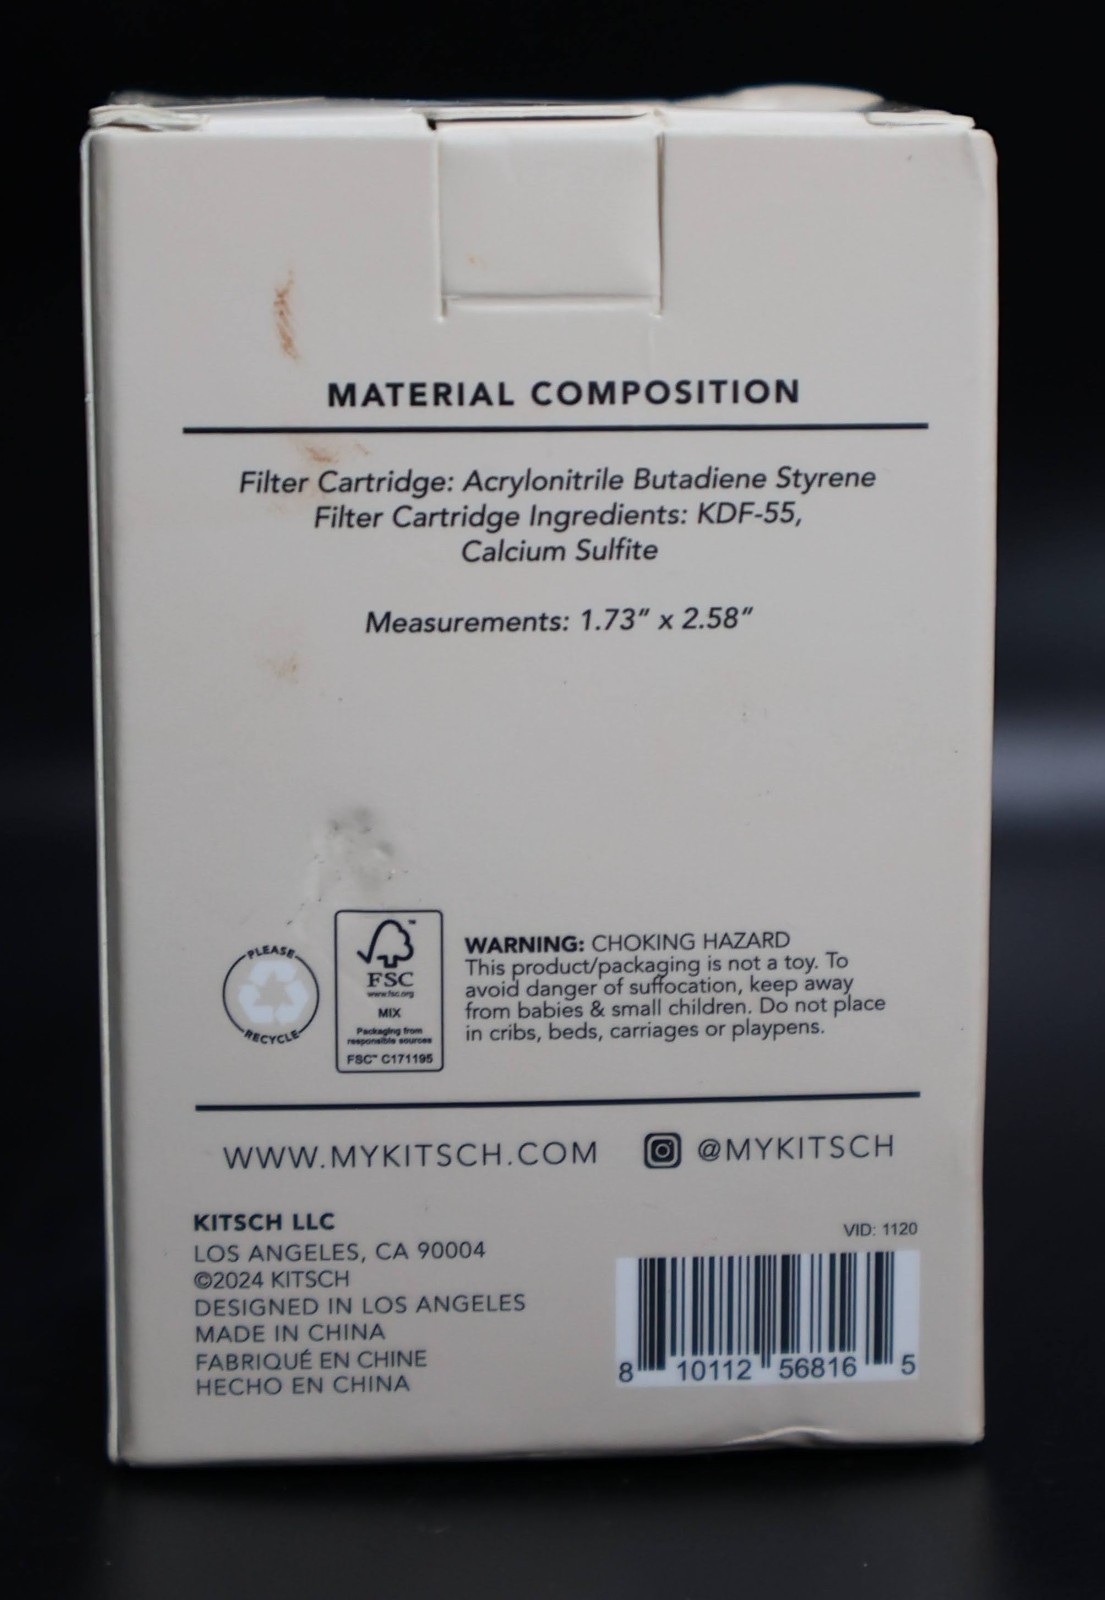 MATERIAL COMPOSITION
Filter Cartridge: Acrylonitrile Butadiene Styrene
Filter Cartridge Ingredients: KDF-55,
Calcium Sulfite
Measurements: 1.73" x 2.58"
PLEASE
RECYCLE
FSC
www.fsc.org
MIX
Packaging from
responsible sources
FSC™ C171195
WARNING: CHOKING HAZARD
This product/packaging is not a toy. To
avoid danger of suffocation, keep away
from babies & small children. Do not place
in cribs, beds, carriages or playpens.
WWW.MYKITSCH.COM @MYKITSCH
KITSCH LLC
LOS ANGELES, CA 90004
©2024 KITSCH
DESIGNED IN LOS ANGELES
MADE IN CHINA
FABRIQUÉ EN CHINE
HECHO EN CHINA
VID: 1120
8 10112 56816 5